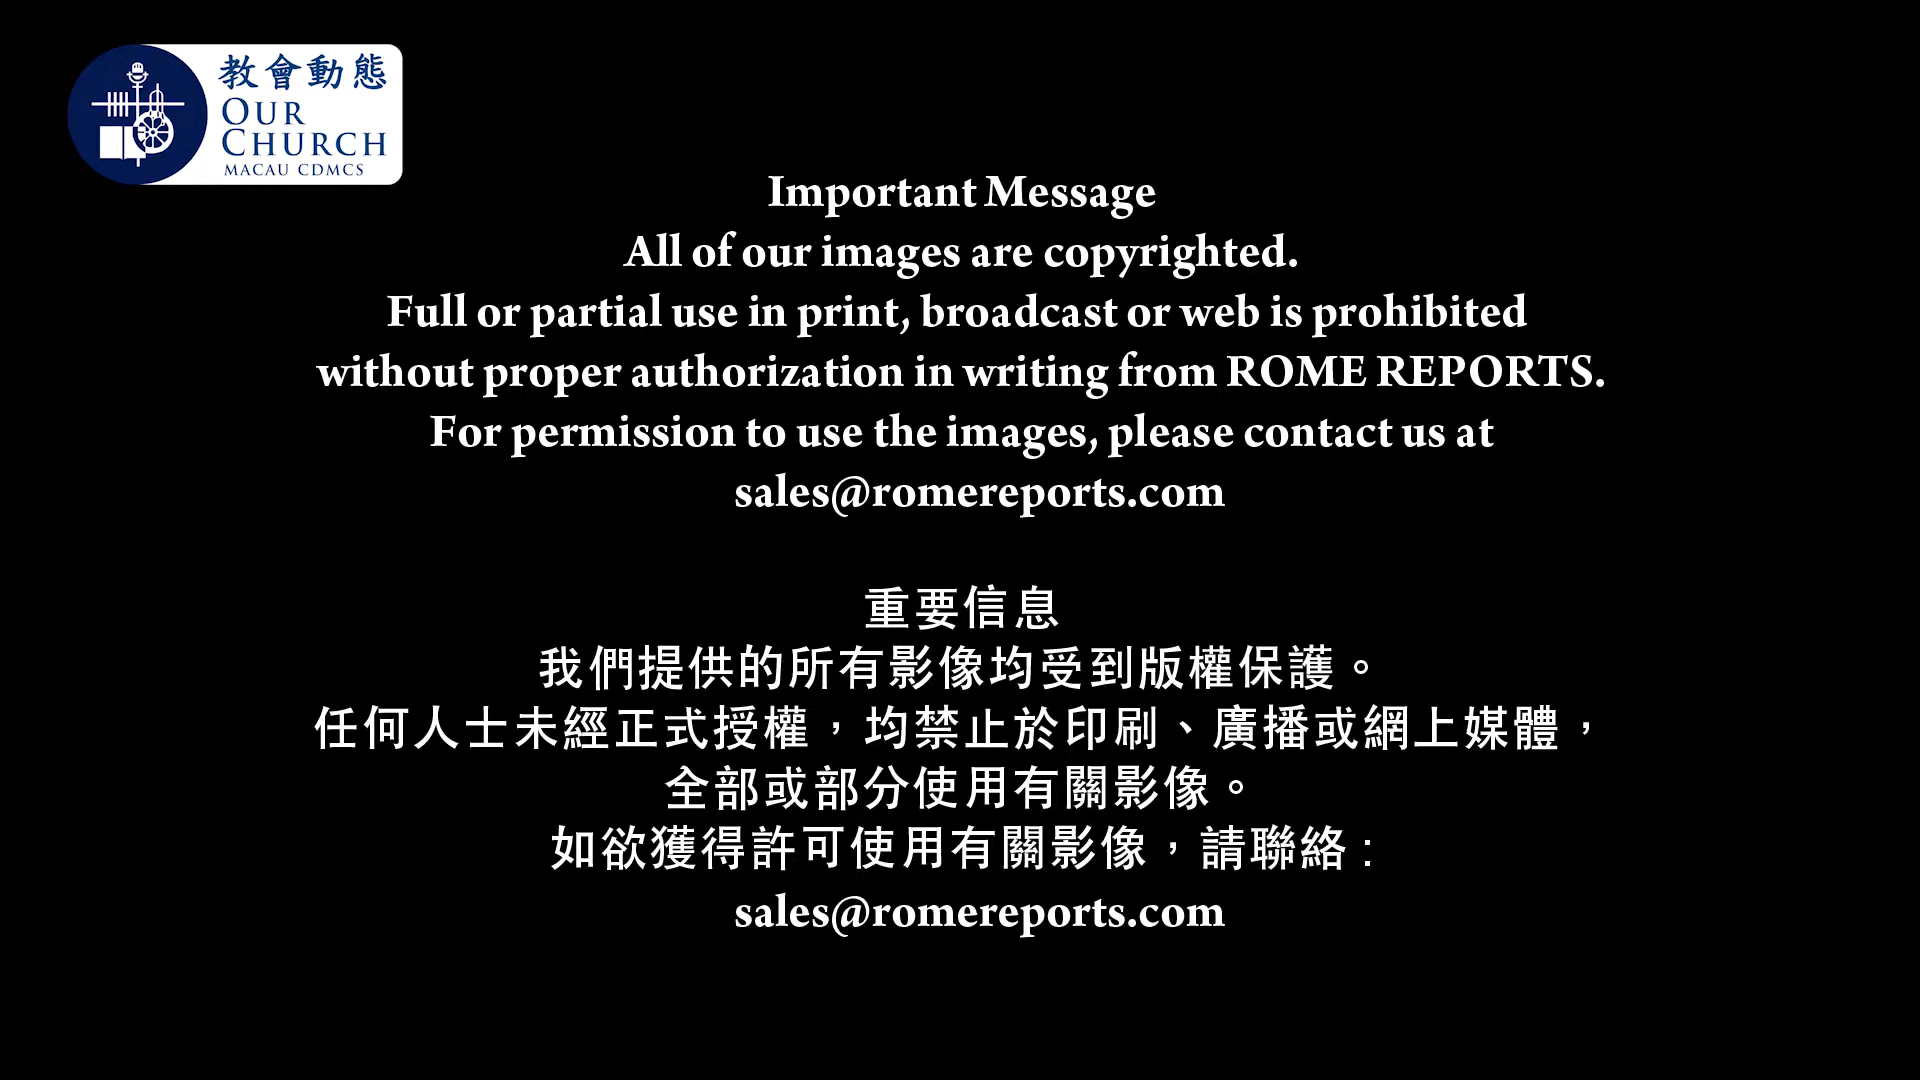 教會動態
OUR
CHURCH
MACAU CDMCS
Important Message
All of our images are copyrighted.
Full or partial use in print, broadcast or web is prohibited
without proper authorization in writing from ROME REPORTS.
For permission to use the images, please contact us at
sales@romereports.com
重要信息
我們提供的所有影像均受到版權保護。
任何人士未經正式授權，均禁止於印刷、廣播或網上媒體，
全部或部分使用有關影像。
如欲獲得許可使用有關影像，請聯絡 :
sales@romereports.com